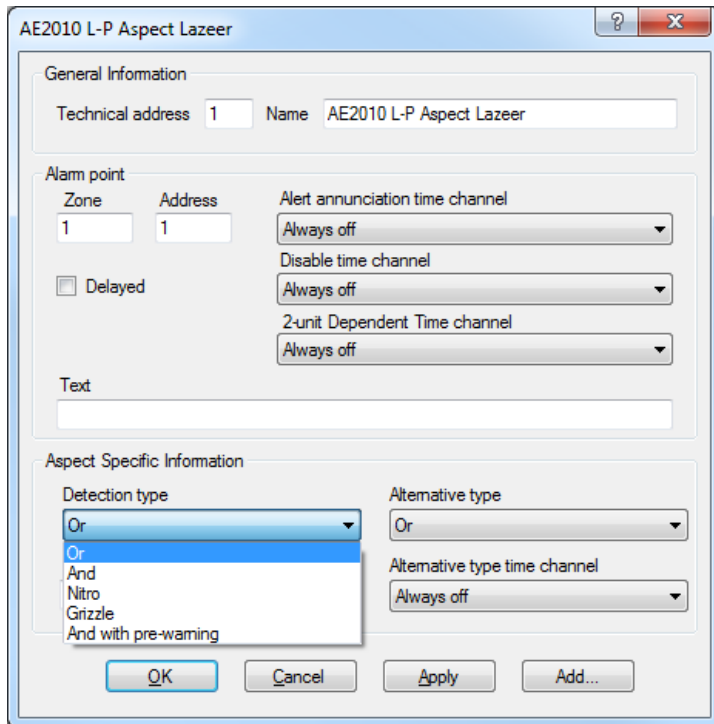 AE2010 L-P Aspect Lazeer
?
X
General Information
Technical address 1 Name AE2010 L-P Aspect Lazeer
Alarm point
Zone Address Alert annunciation time channel
1 1 Always off
Disable time channel
Delayed Always off
2-unit Dependent Time channel
Always off
Text
Aspect Specific Information
Detection type Alternative type
Or Or
Or
And Alternative type time channel
Nitro Always off
Grizzle
And with pre-warning
OK Cancel Apply Add...